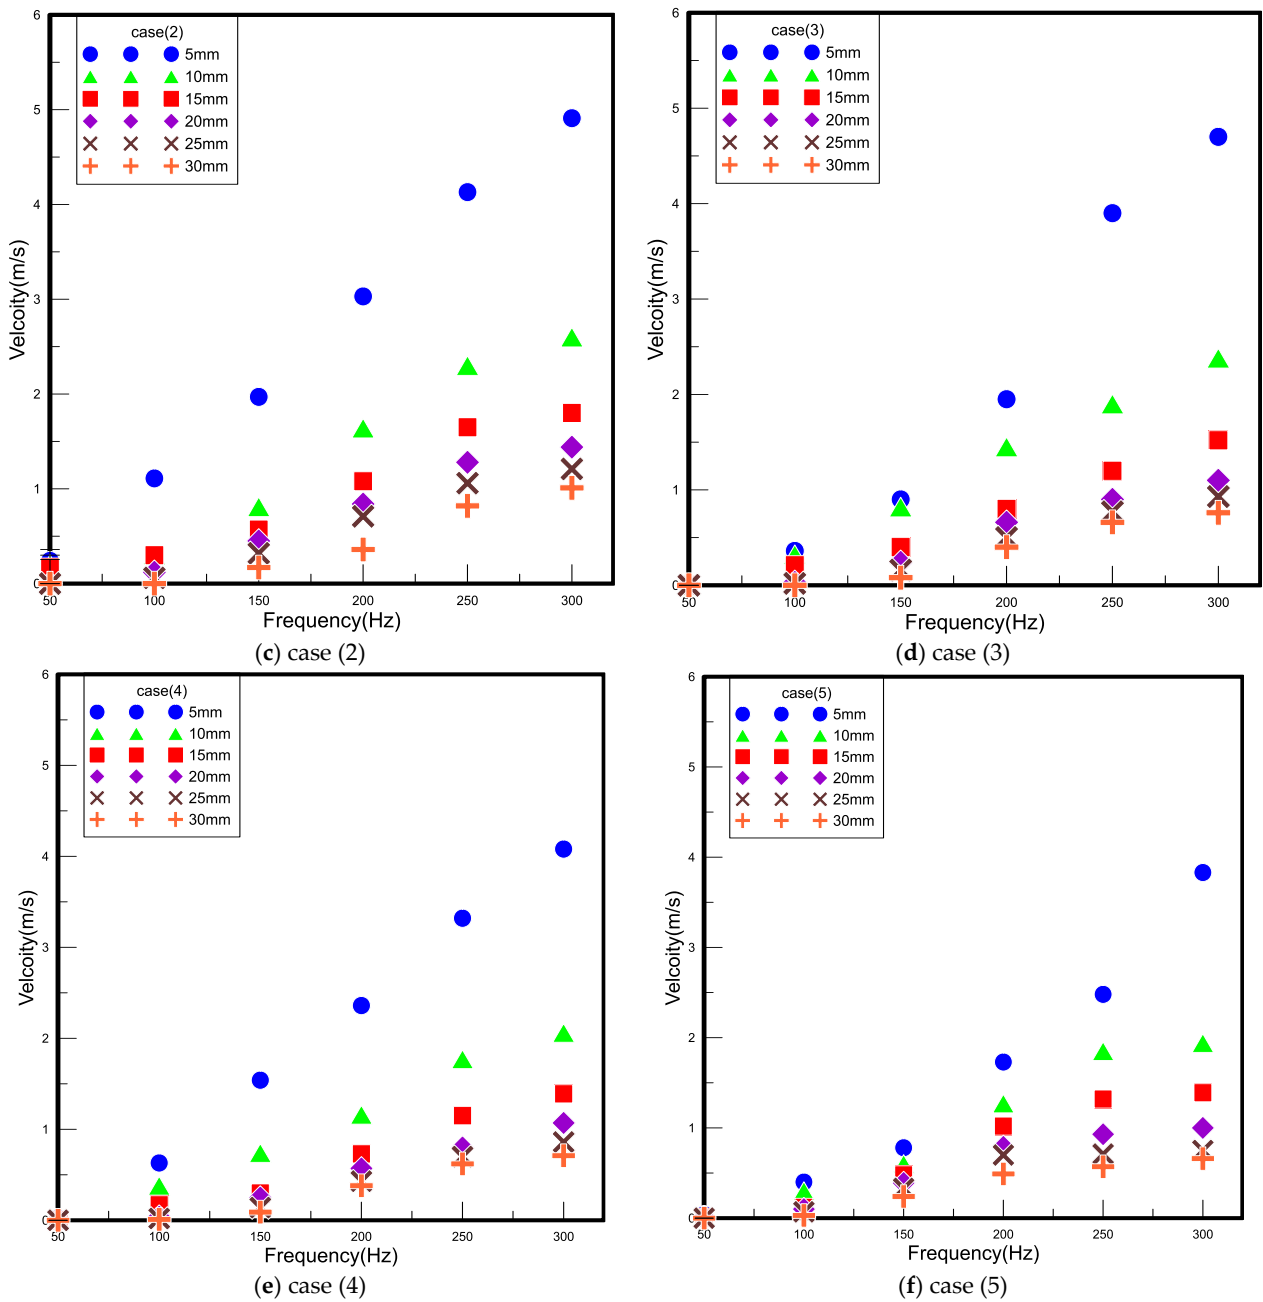 case(2)
5mm
10mm
15mm
20mm
25mm
30mm
6
5
4
3
2
1
0
Velcoity(m/s)
50 100 150 200 250 300
Frequency(Hz)
(c) case (2)
case(3)
5mm
10mm
15mm
20mm
25mm
30mm
6
5
4
3
2
1
0
Velcoity(m/s)
50 100 150 200 250 300
Frequency(Hz)
(d) case (3)
case(4)
5mm
10mm
15mm
20mm
25mm
30mm
6
5
4
3
2
1
0
Velcoity(m/s)
50 100 150 200 250 300
Frequency(Hz)
(e) case (4)
case(5)
5mm
10mm
15mm
20mm
25mm
30mm
6
5
4
3
2
1
0
Velcoity(m/s)
50 100 150 200 250 300
Frequency(Hz)
(f) case (5)